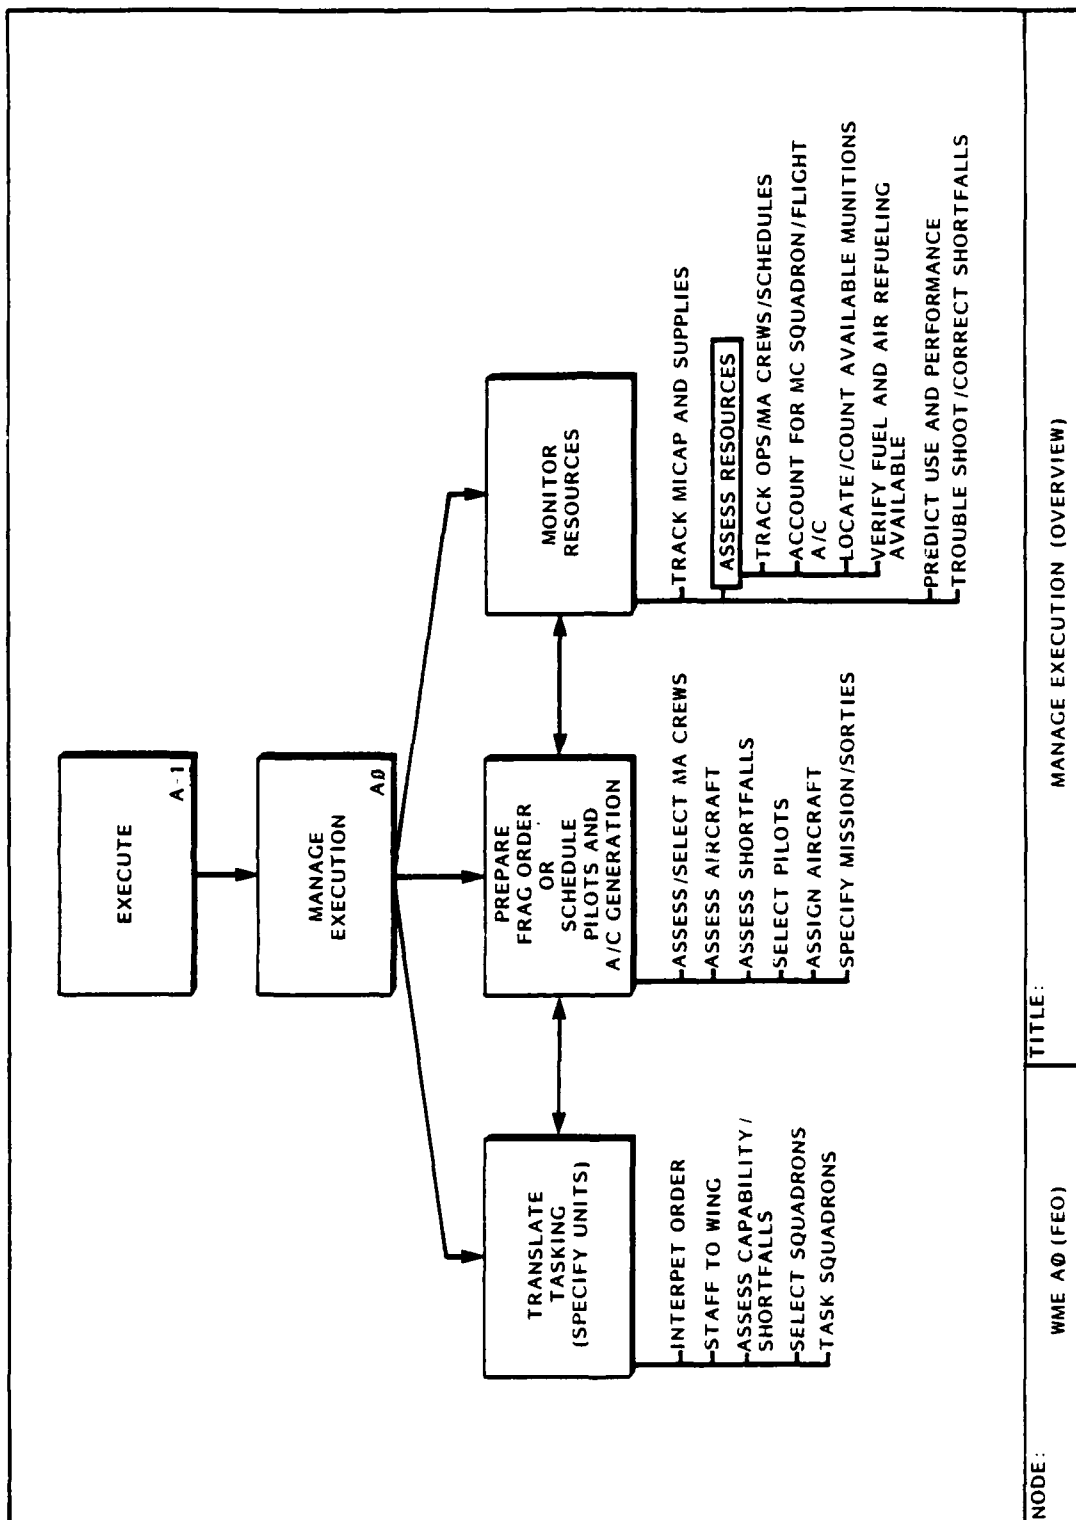 EXECUTE
A-1
MANAGE
EXECUTION
AØ
TRANSLATE
TASKING
(SPECIFY UNITS)
INTERPET ORDER
STAFF TO WING
ASSESS CAPABILITY/
SHORTFALLS
SELECT SQUADRONS
TASK SQUADRONS
PREPARE
FRAG ORDER
OR
SCHEDULE
PILOTS AND
A/C GENERATION
ASSESS/SELECT MA CREWS
ASSESS AIRCRAFT
ASSESS SHORTFALLS
SELECT PILOTS
ASSIGN AIRCRAFT
SPECIFY MISSION/SORTIES
MONITOR
RESOURCES
TRACK MICAP AND SUPPLIES
ASSESS RESOURCES
TRACK OPS/MA CREWS/SCHEDULES
ACCOUNT FOR MC SQUADRON/FLIGHT
A/C
LOCATE/COUNT AVAILABLE MUNITIONS
VERIFY FUEL AND AIR REFUELING
AVAILABLE
PREDICT USE AND PERFORMANCE
TROUBLE SHOOT/CORRECT SHORTFALLS
NODE:
WME AØ (FEO)
TITLE:
MANAGE EXECUTION (OVERVIEW)